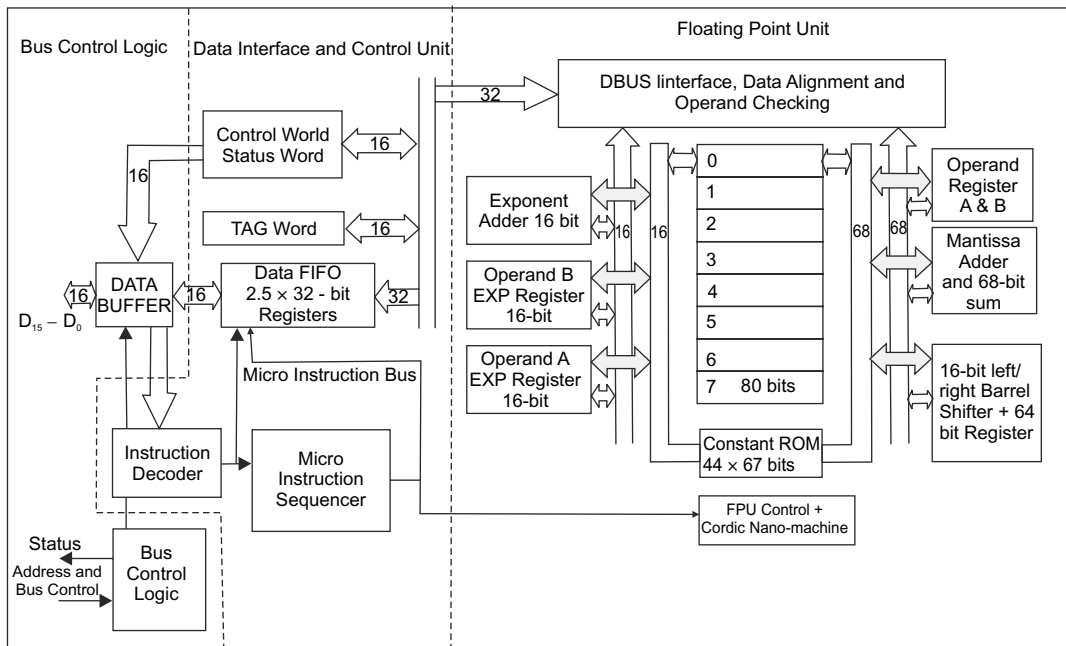 Bus Control Logic
Data Interface and Control Unit
Floating Point Unit
32
DBUS Iinterface, Data Alignment and
Operand Checking
Control World
Status Word
16
16
TAG Word
16
DATA
BUFFER
16
16
D15 – D0
Data FIFO
2.5 × 32 - bit
Registers
32
Micro Instruction Bus
Instruction
Decoder
Micro
Instruction
Sequencer
Status
Address and
Bus Control
Bus
Control
Logic
Exponent
Adder 16 bit
Operand B
EXP Register
16-bit
Operand A
EXP Register
16-bit
16
16
0
1
2
3
4
5
6
7 80 bits
Constant ROM
44 × 67 bits
68
68
Operand
Register
A & B
Mantissa
Adder
and 68-bit
sum
16-bit left/
right Barrel
Shifter + 64
bit Register
FPU Control +
Cordic Nano-machine